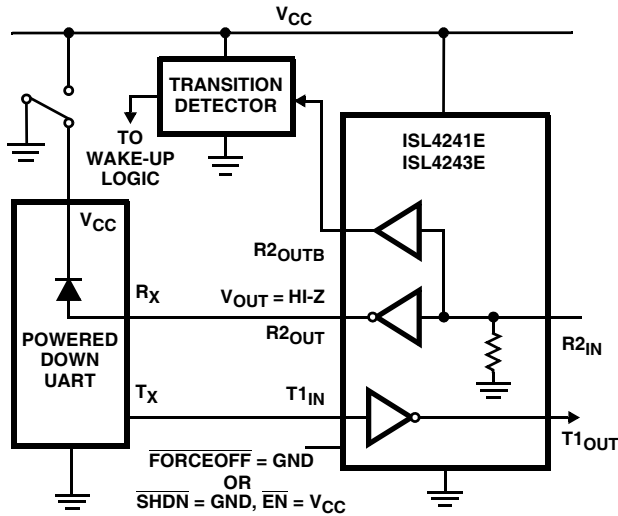 VCC
TRANSITION
DETECTOR
TO
WAKE-UP
LOGIC
ISL4241E
ISL4243E
VCC
R2OUTB
RX
VOUT = HI-Z
R2OUT
R2IN
POWERED
DOWN
UART
TX
T1IN
T1OUT
FORCEOFF = GND
OR
SHDN = GND, EN = VCC